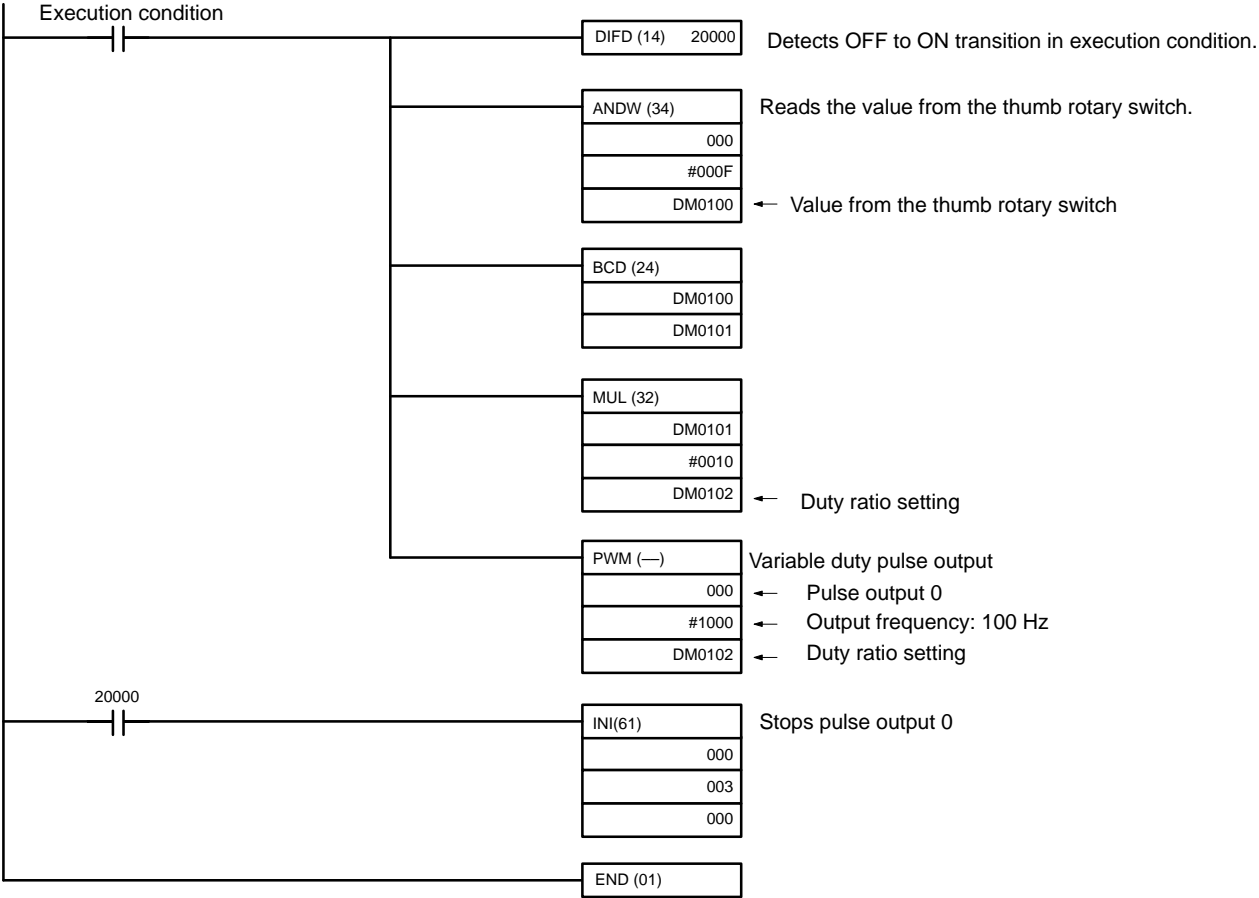 Execution condition
DIFD (14) 20000 Detects OFF to ON transition in execution condition.
ANDW (34) Reads the value from the thumb rotary switch.
000
#000F
DM0100 ← Value from the thumb rotary switch
BCD (24)
DM0100
DM0101
MUL (32)
DM0101
#0010
DM0102 ← Duty ratio setting
PWM (––) Variable duty pulse output
000 ← Pulse output 0
#1000 ← Output frequency: 100 Hz
DM0102 ← Duty ratio setting
20000
INI(61) Stops pulse output 0
000
003
000
END (01)